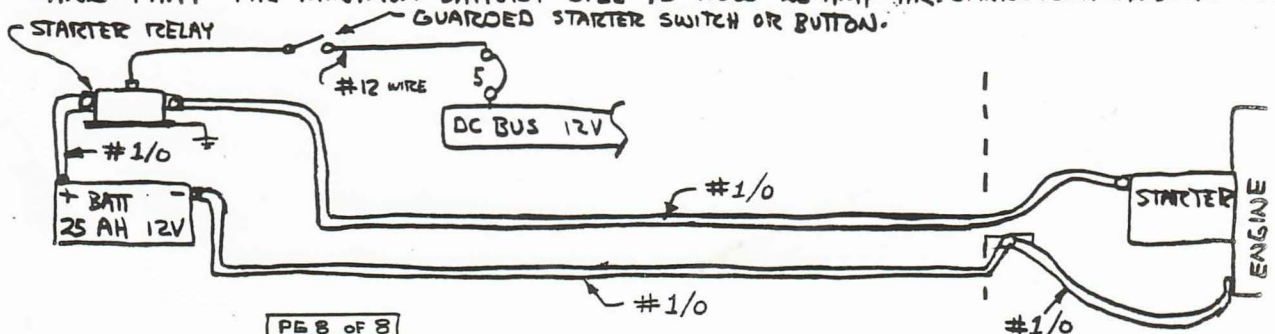 GUARDED STARTER SWITCH OR BUTTON.
STARTER RELAY
#12 WIRE
5
DC BUS 12V
#1/0
+ BATT -
25 AH 12V
#1/0
STARTER
ENGINE
#1/0
#1/0
PG 8 OF 8